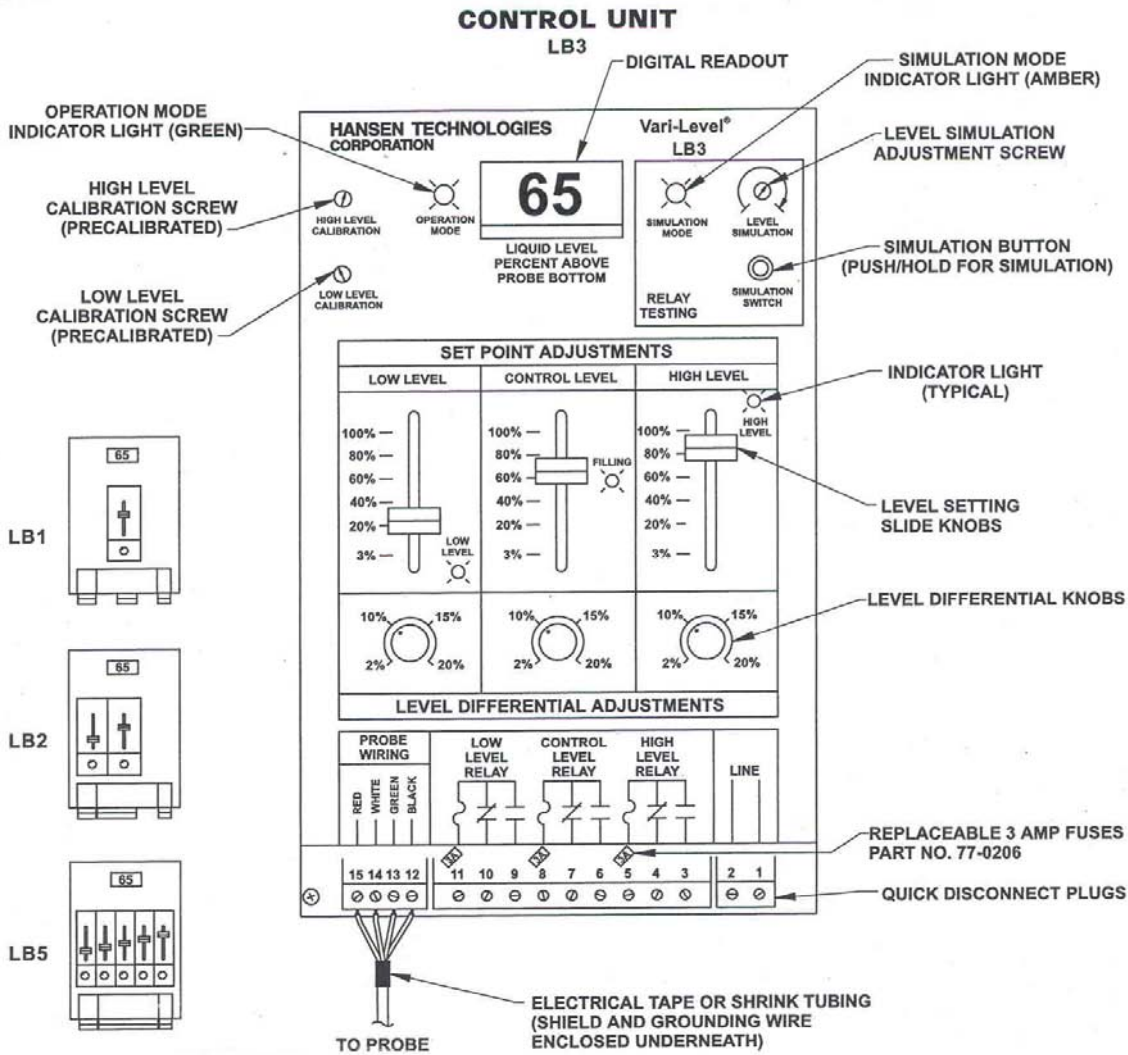 CONTROL UNIT
LB3
DIGITAL READOUT
SIMULATION MODE
INDICATOR LIGHT (AMBER)
OPERATION MODE
INDICATOR LIGHT (GREEN)
LEVEL SIMULATION
ADJUSTMENT SCREW
HIGH LEVEL
CALIBRATION SCREW
(PRECALIBRATED)
SIMULATION BUTTON
(PUSH/HOLD FOR SIMULATION)
LOW LEVEL
CALIBRATION SCREW
(PRECALIBRATED)
HANSEN TECHNOLOGIES
CORPORATION
Vari-Level®
LB3
65
HIGH LEVEL
CALIBRATION
OPERATION
MODE
SIMULATION
MODE
LEVEL
SIMULATION
LIQUID LEVEL
PERCENT ABOVE
PROBE BOTTOM
LOW LEVEL
CALIBRATION
RELAY
TESTING
SIMULATION
SWITCH
SET POINT ADJUSTMENTS
LOW LEVEL
CONTROL LEVEL
HIGH LEVEL
INDICATOR LIGHT
(TYPICAL)
100%
80%
60%
40%
20%
3%
LOW
LEVEL
100%
80%
60%
40%
20%
3%
FILLING
100%
80%
60%
40%
20%
3%
HIGH
LEVEL
LEVEL SETTING
SLIDE KNOBS
10% 15%
2% 20%
10% 15%
2% 20%
10% 15%
2% 20%
LEVEL DIFFERENTIAL KNOBS
LEVEL DIFFERENTIAL ADJUSTMENTS
PROBE
WIRING
RED
WHITE
GREEN
BLACK
LOW
LEVEL
RELAY
CONTROL
LEVEL
RELAY
HIGH
LEVEL
RELAY
LINE
3A
3A
3A
REPLACEABLE 3 AMP FUSES
PART NO. 77-0206
15 14 13 12 11 10 9 8 7 6 5 4 3 2 1
QUICK DISCONNECT PLUGS
ELECTRICAL TAPE OR SHRINK TUBING
(SHIELD AND GROUNDING WIRE
ENCLOSED UNDERNEATH)
TO PROBE
LB1
65
LB2
65
LB5
65